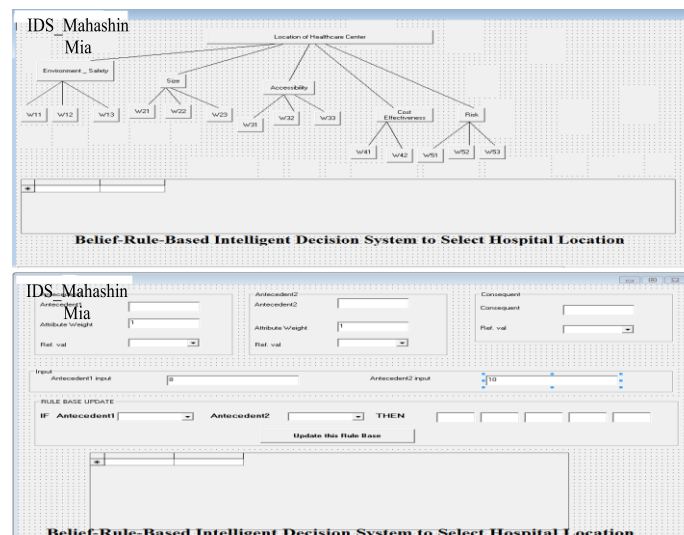 IDS_Mahashin
Mia
Location of Healthcare Center
Environment _ Safety
Size
Accessibility
Cost
Effectiveness
Risk
W11 W12 W13 W21 W22 W23 W31 W32 W33
W41 W42 W51 W52 W53
Belief-Rule-Based Intelligent Decision System to Select Hospital Location
IDS_Mahashin
Mia
Antecedent1
Attribute Weight 1
Ref. val
Antecedent2
Antecedent2
Attribute Weight 1
Ref. val
Consequent
Consequent
Ref. val
Input
Antecedent1 input 8 Antecedent2 input 10
RULE BASE UPDATE
IF Antecedent1 Antecedent2 THEN
Update this Rule Base
Belief-Rule-Based Intelligent Decision System to Select Hospital Location